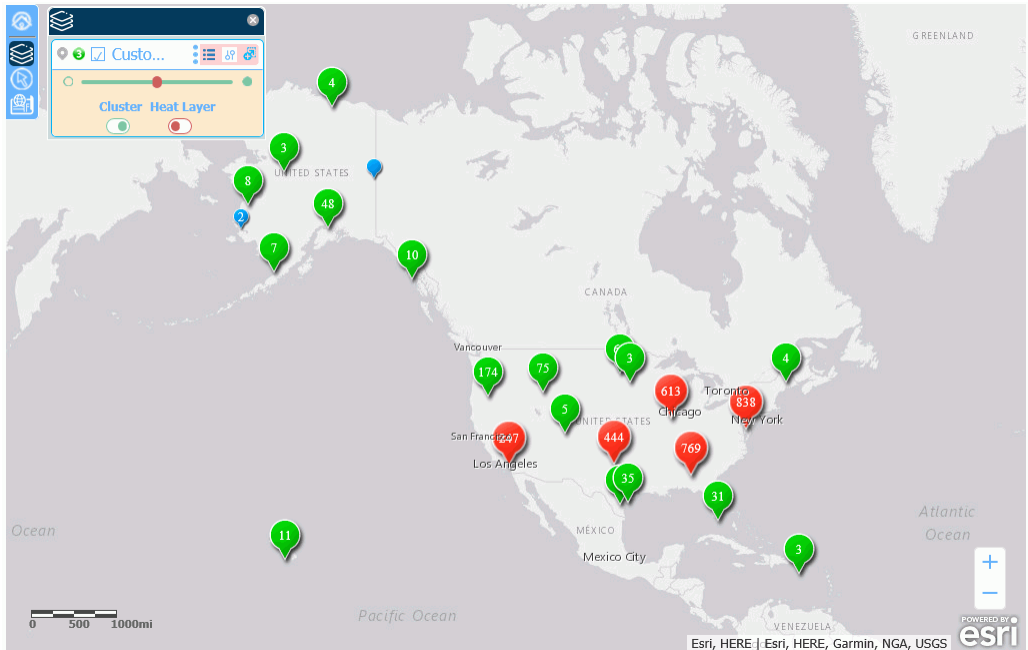 GREENLAND
3 Custo...
Cluster Heat Layer
4
3
UNITED STATES
8
48
2
7
10
CANADA
Vancouver
3
4
174
75
613
Toronto
838
5
Chicago
New York
UNITED STATES
San Francisco
247
444
769
Los Angeles
35
31
Atlantic
Ocean
Ocean
MÉXICO
11
3
Mexico City
0 500 1000mi
Pacific Ocean
+
−
VENEZUELA
POWERED BY
esri
Esri, HERE | Esri, HERE, Garmin, NGA, USGS